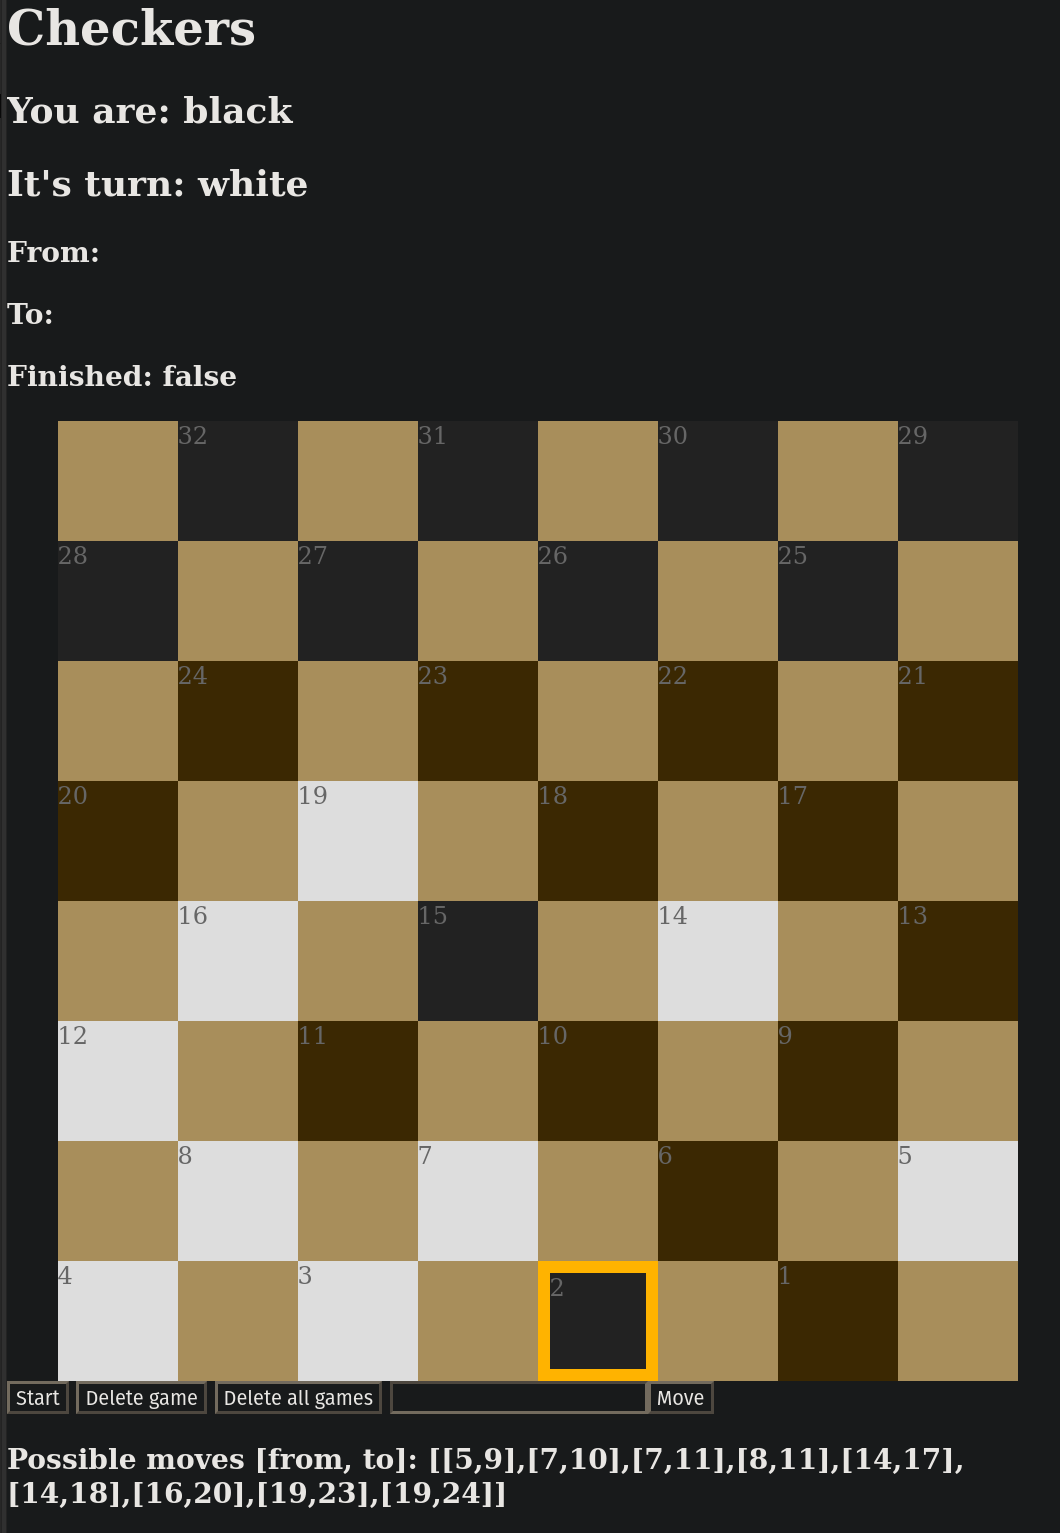 Checkers
You are: black
It's turn: white
From:
To:
Finished: false
32 31 30 29
28 27 26 25
24 23 22 21
20 19 18 17
16 15 14 13
12 11 10 9
8 7 6 5
4 3 2 1
Start Delete game Delete all games Move
Possible moves [from, to]: [[5,9],[7,10],[7,11],[8,11],[14,17],
[14,18],[16,20],[19,23],[19,24]]